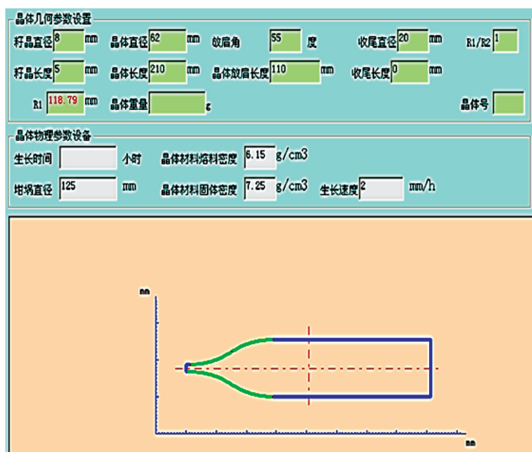 晶体几何参数设置
籽晶直径 8 mm 晶体直径 62 mm 放肩角 55 度 收尾直径 20 mm R1/R2 1
籽晶长度 5 mm 晶体长度 210 mm 晶体放肩长度 110 mm 收尾长度 0 mm
R1 118.79 mm 晶体重量 g 晶体号
晶体物理参数设备
生长时间 小时 晶体材料熔料密度 6.15 g/cm3
坩埚直径 125 mm 晶体材料固体密度 7.25 g/cm3 生长速度 2 mm/h
mm
mm